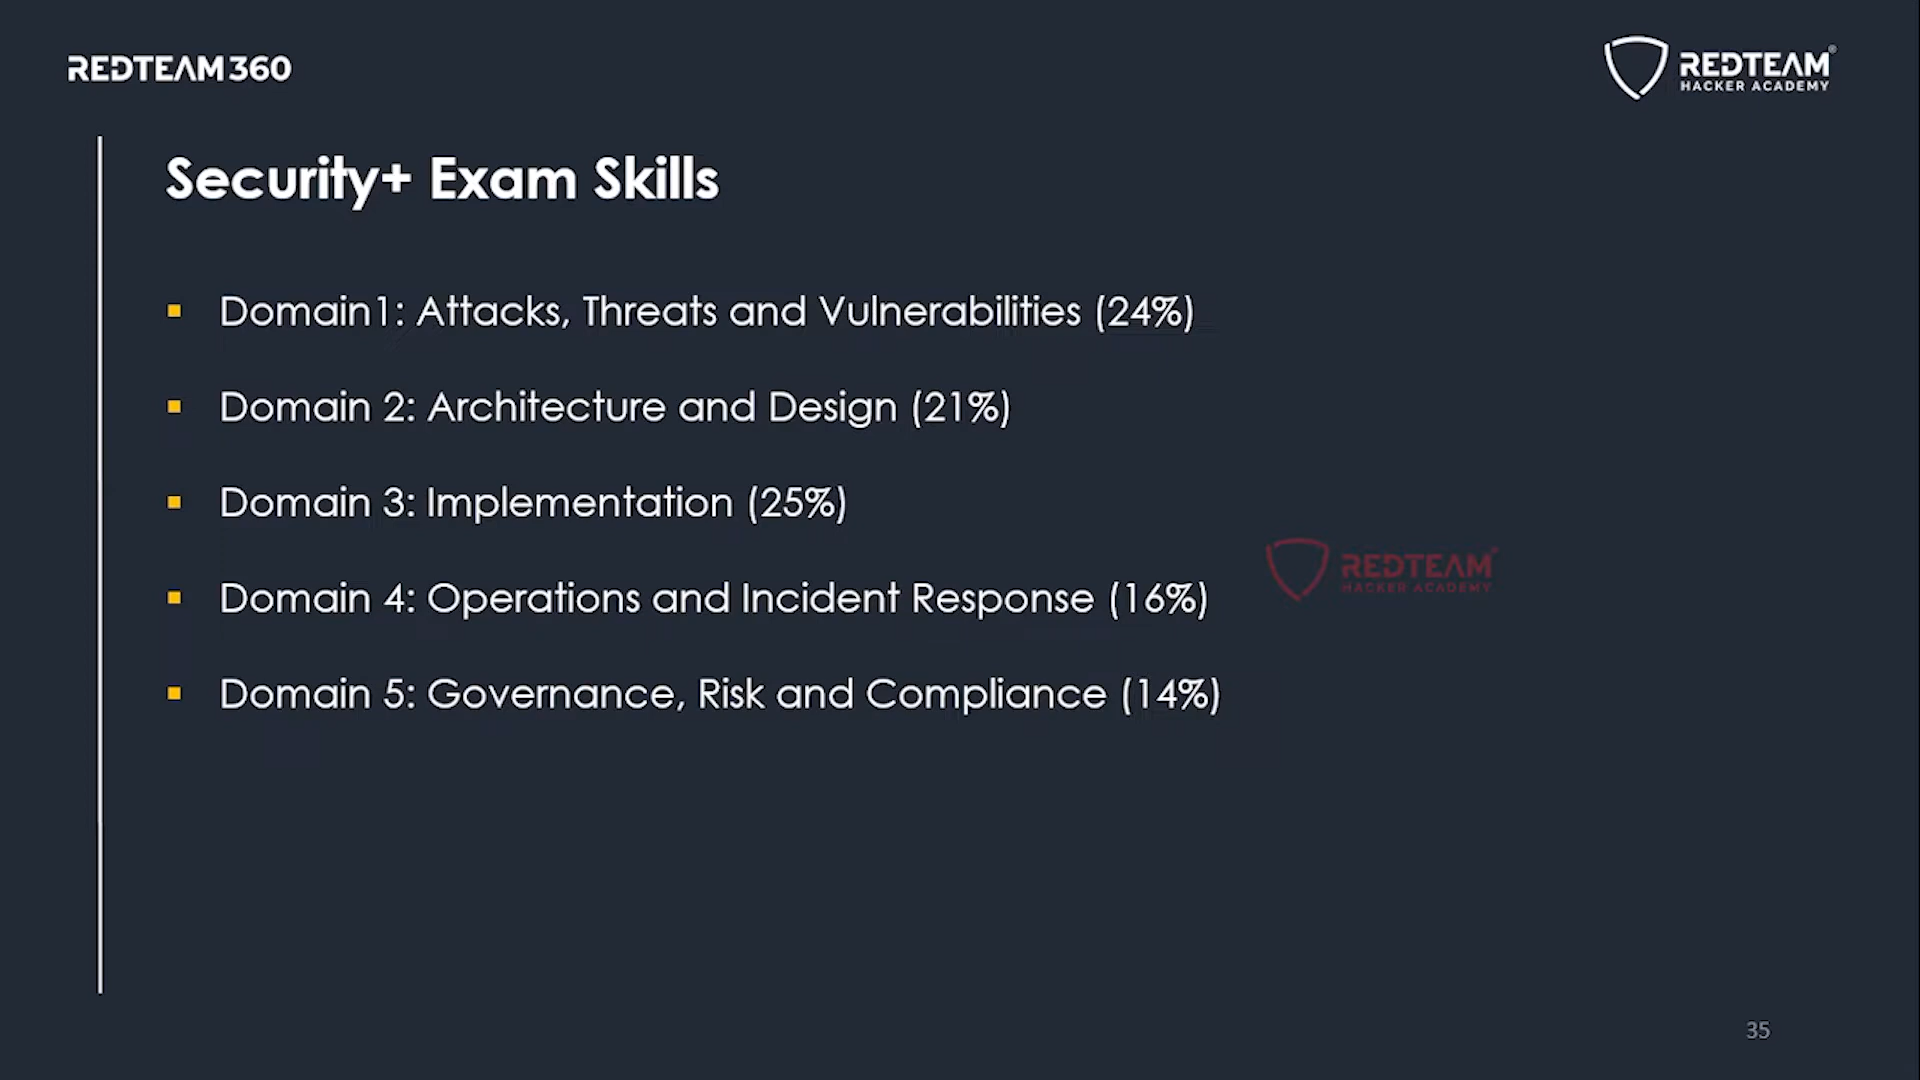 REDTEAM360
REDTEAM®
HACKER ACADEMY
Security+ Exam Skills
Domain1: Attacks, Threats and Vulnerabilities (24%)
Domain 2: Architecture and Design (21%)
Domain 3: Implementation (25%)
REDTEAM
HACKER ACADEMY
Domain 4: Operations and Incident Response (16%)
Domain 5: Governance, Risk and Compliance (14%)
35